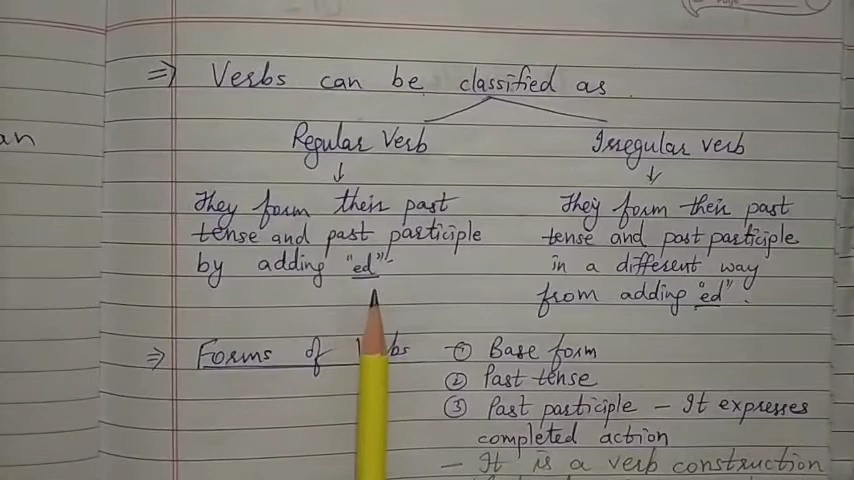 Page
⇒ Verbs can be classified as
an
Regular Verb Irregular verb
↓ ↓
They form their past They form their past
tense and past participle tense and past participle
by adding "ed"- in a different way
from adding "ed".
⇒ Forms of ① Base form
② Past tense
③ Past participle - It expresses
completed action
- It is a verb construction